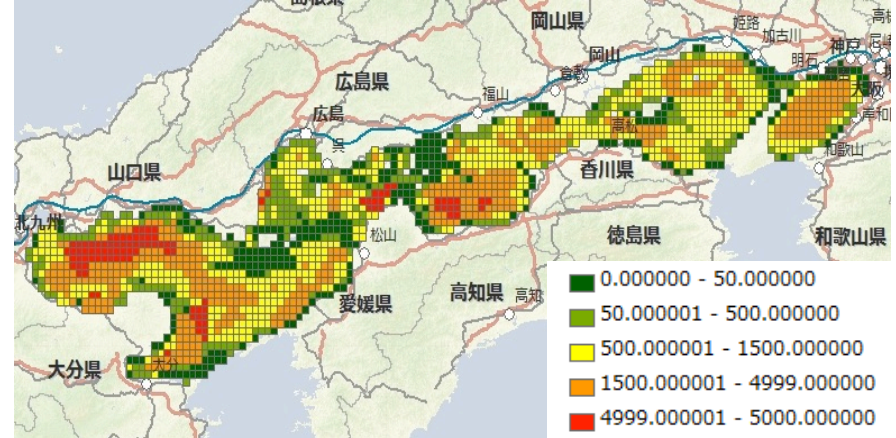 岡山県
姫路
加古川
神戸
明石
岡山
倉敷
大阪
広島県
福山
広島
高松
呉
和歌山
山口県
香川県
北九州
松山
徳島県
和歌山県
高知県
高知
愛媛県
大分県
大分
0.000000 - 50.000000
50.000001 - 500.000000
500.000001 - 1500.000000
1500.000001 - 4999.000000
4999.000001 - 5000.000000